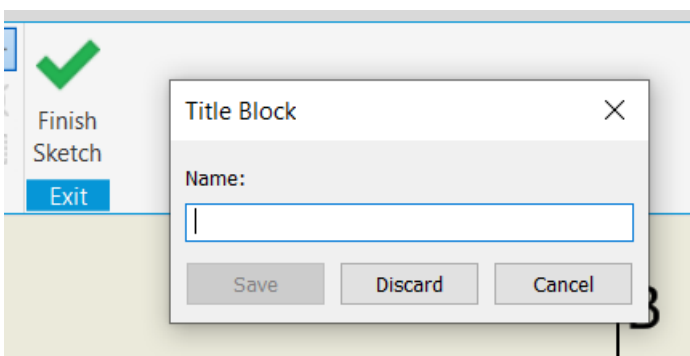 Finish
Sketch
Exit
Title Block
Name:
Save
Discard
Cancel
B